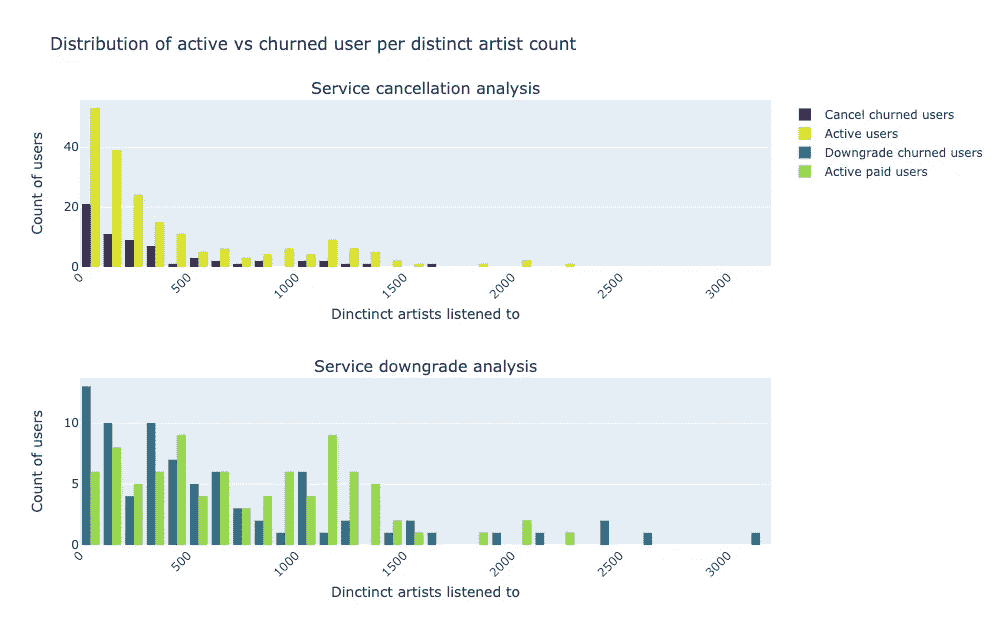 Distribution of active vs churned user per distinct artist count
Service cancellation analysis
Count of users
40
20
0
0
500
1000
1500
2000
2500
3000
Dinctinct artists listened to
Cancel churned users
Active users
Downgrade churned users
Active paid users
Service downgrade analysis
Count of users
10
5
0
0
500
1000
1500
2000
2500
3000
Dinctinct artists listened to